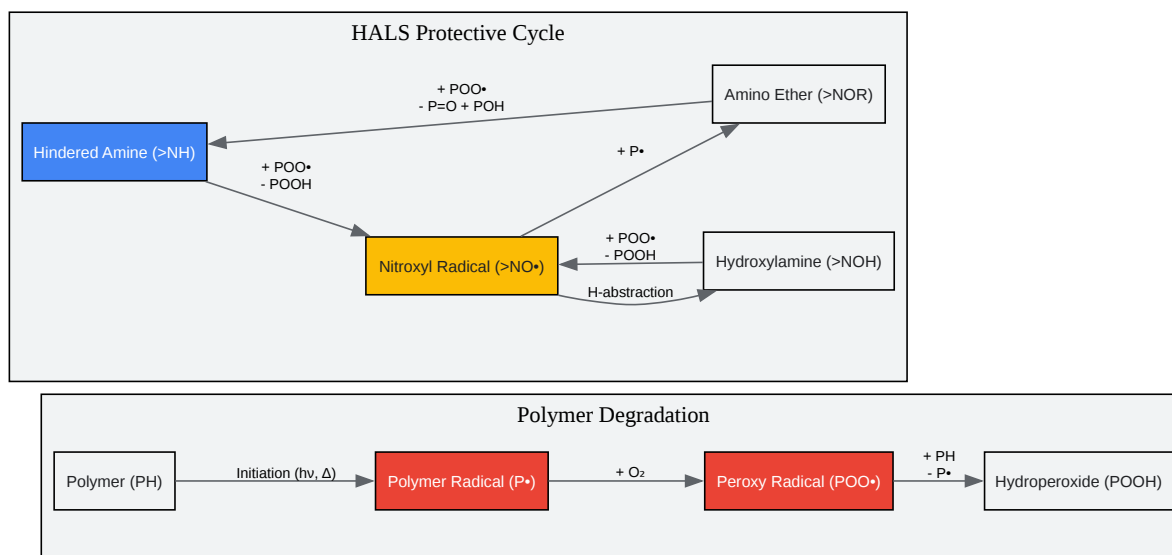 HALS Protective Cycle
Amino Ether (>NOR)
+ POO•
- P=O + POH
Hindered Amine (>NH)
+ P•
+ POO•
- POOH
+ POO•
- POOH
Hydroxylamine (>NOH)
Nitroxyl Radical (>NO•)
H-abstraction
Polymer Degradation
Polymer (PH)
Initiation (hν, Δ)
Polymer Radical (P•)
+ O₂
Peroxy Radical (POO•)
+ PH
- P•
Hydroperoxide (POOH)